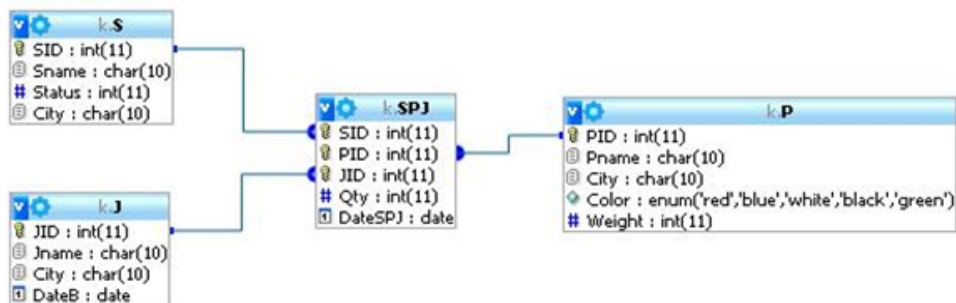 k.S
SID : int(11)
Sname : char(10)
# Status : int(11)
City : char(10)
k.J
JID : int(11)
Jname : char(10)
City : char(10)
DateB : date
k.SPJ
SID : int(11)
PID : int(11)
JID : int(11)
# Qty : int(11)
DateSPJ : date
k.P
PID : int(11)
Pname : char(10)
City : char(10)
Color : enum('red','blue','white','black','green')
# Weight : int(11)